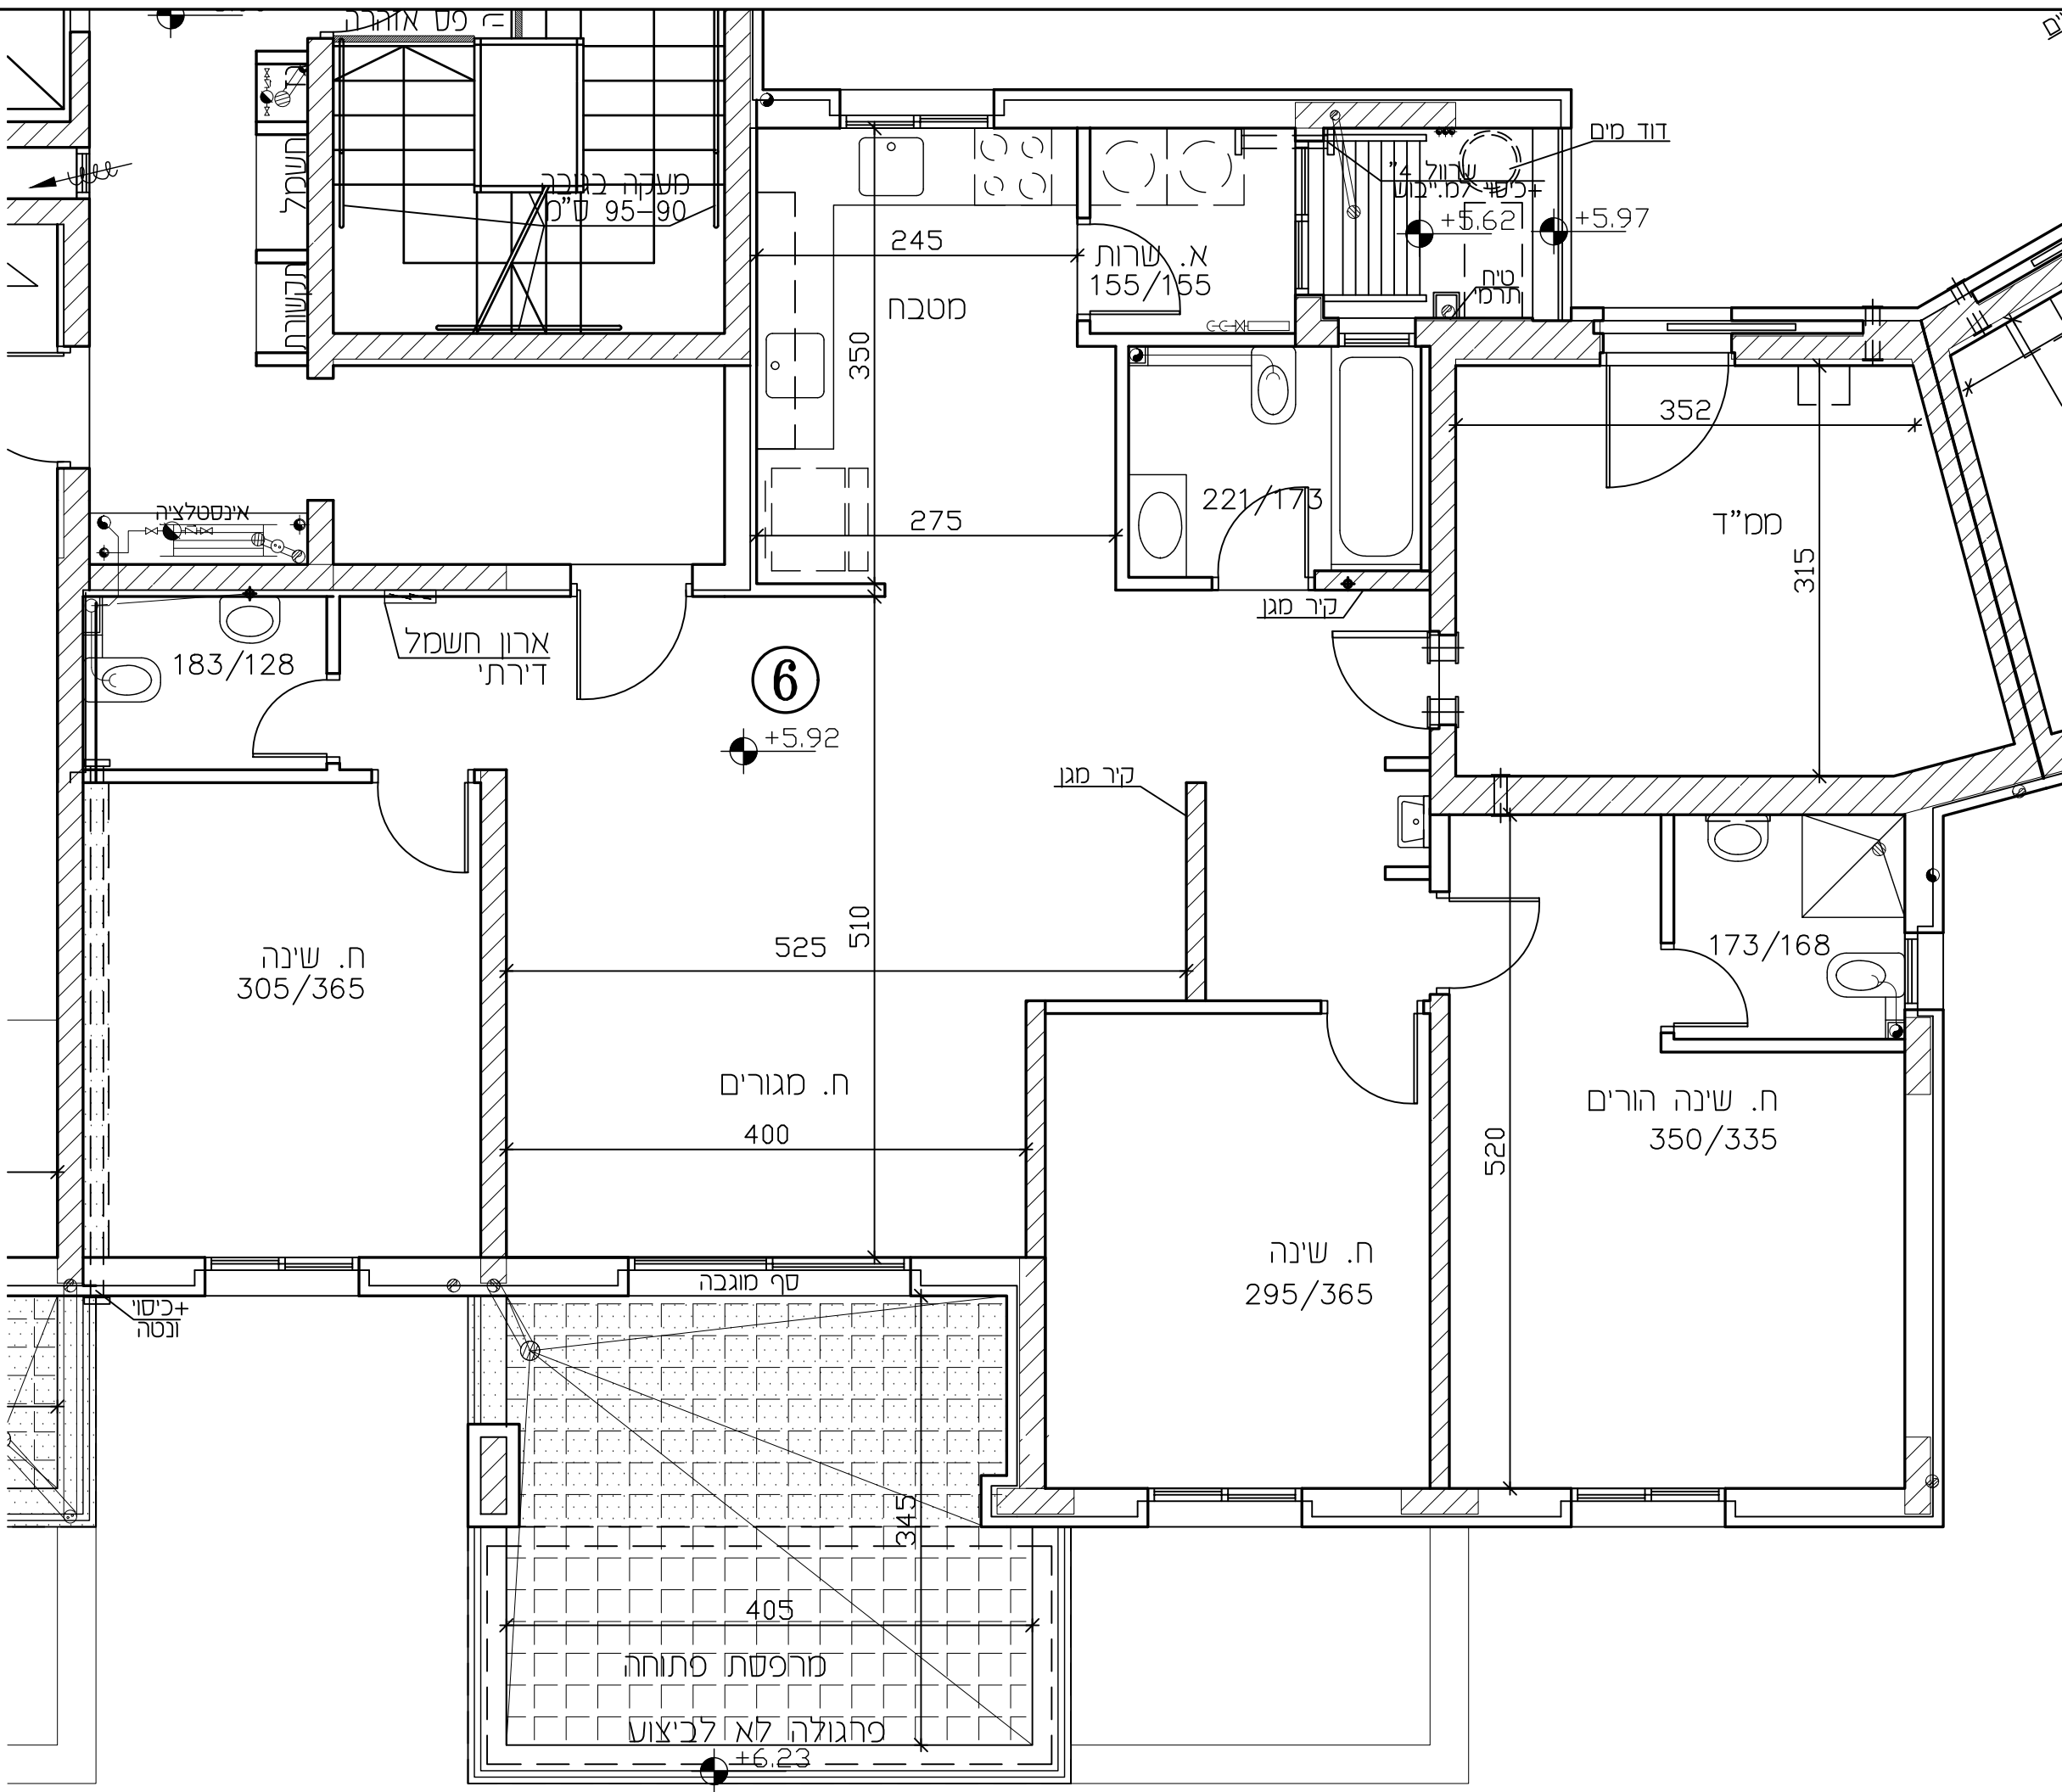 פס אזהרה
דוד מים
שרוול 4"
+כיסוי למ.ייבוש
חשמל
מעקה בגובה
95-90 ס"מ
+5.62
+5.97
245
א. שרות
155/155
טיח
תרמי
תקשורת
מטבח
350
352
221/173
275
ממ"ד
315
אינסטלציה
קיר מגן
ארון חשמל
דירתי
183/128
6
+5.92
קיר מגן
173/168
525
510
ח. שינה
305/365
ח. מגורים
ח. שינה הורים
350/335
400
520
ח. שינה
295/365
סף מוגבה
+כיסוי
ונטה
345
405
מרפסת פתוחה
פרגולה לא לביצוע
+6.23